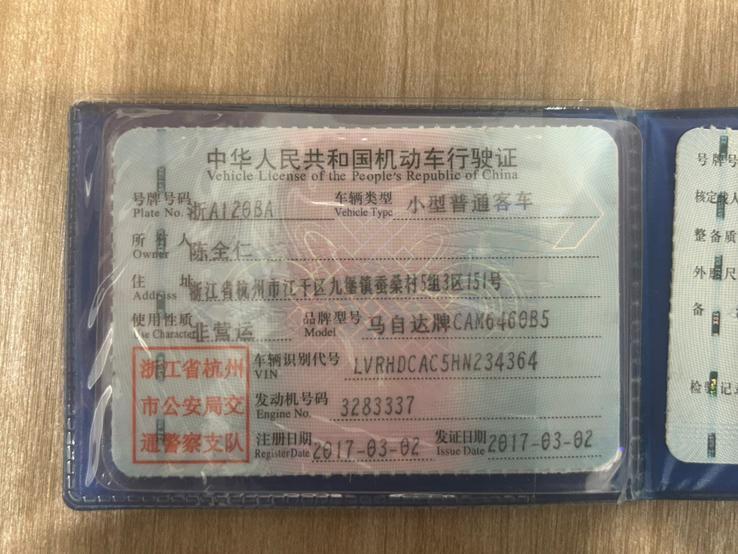 中华人民共和国机动车行驶证
Vehicle License of the People's Republic of China
号牌号码 浙A120BA 车辆类型 小型普通客车
Plate No. Vehicle Type
所 有 人 陈全仁
Owner
住 址 浙江省杭州市江干区九堡镇蚕桑村5组3区151号
Address
使用性质 非营运 品牌型号 马自达牌CAM6460B5
Use Character Model
浙江省杭州
市公安局交
通警察支队
车辆识别代号 LVRHDCAC5HN234364
VIN
发动机号码 3283337
Engine No.
注册日期 2017-03-02 发证日期 2017-03-02
Register Date Issue Date
号牌号
核定载人
整备质
外廓尺
备
检验记